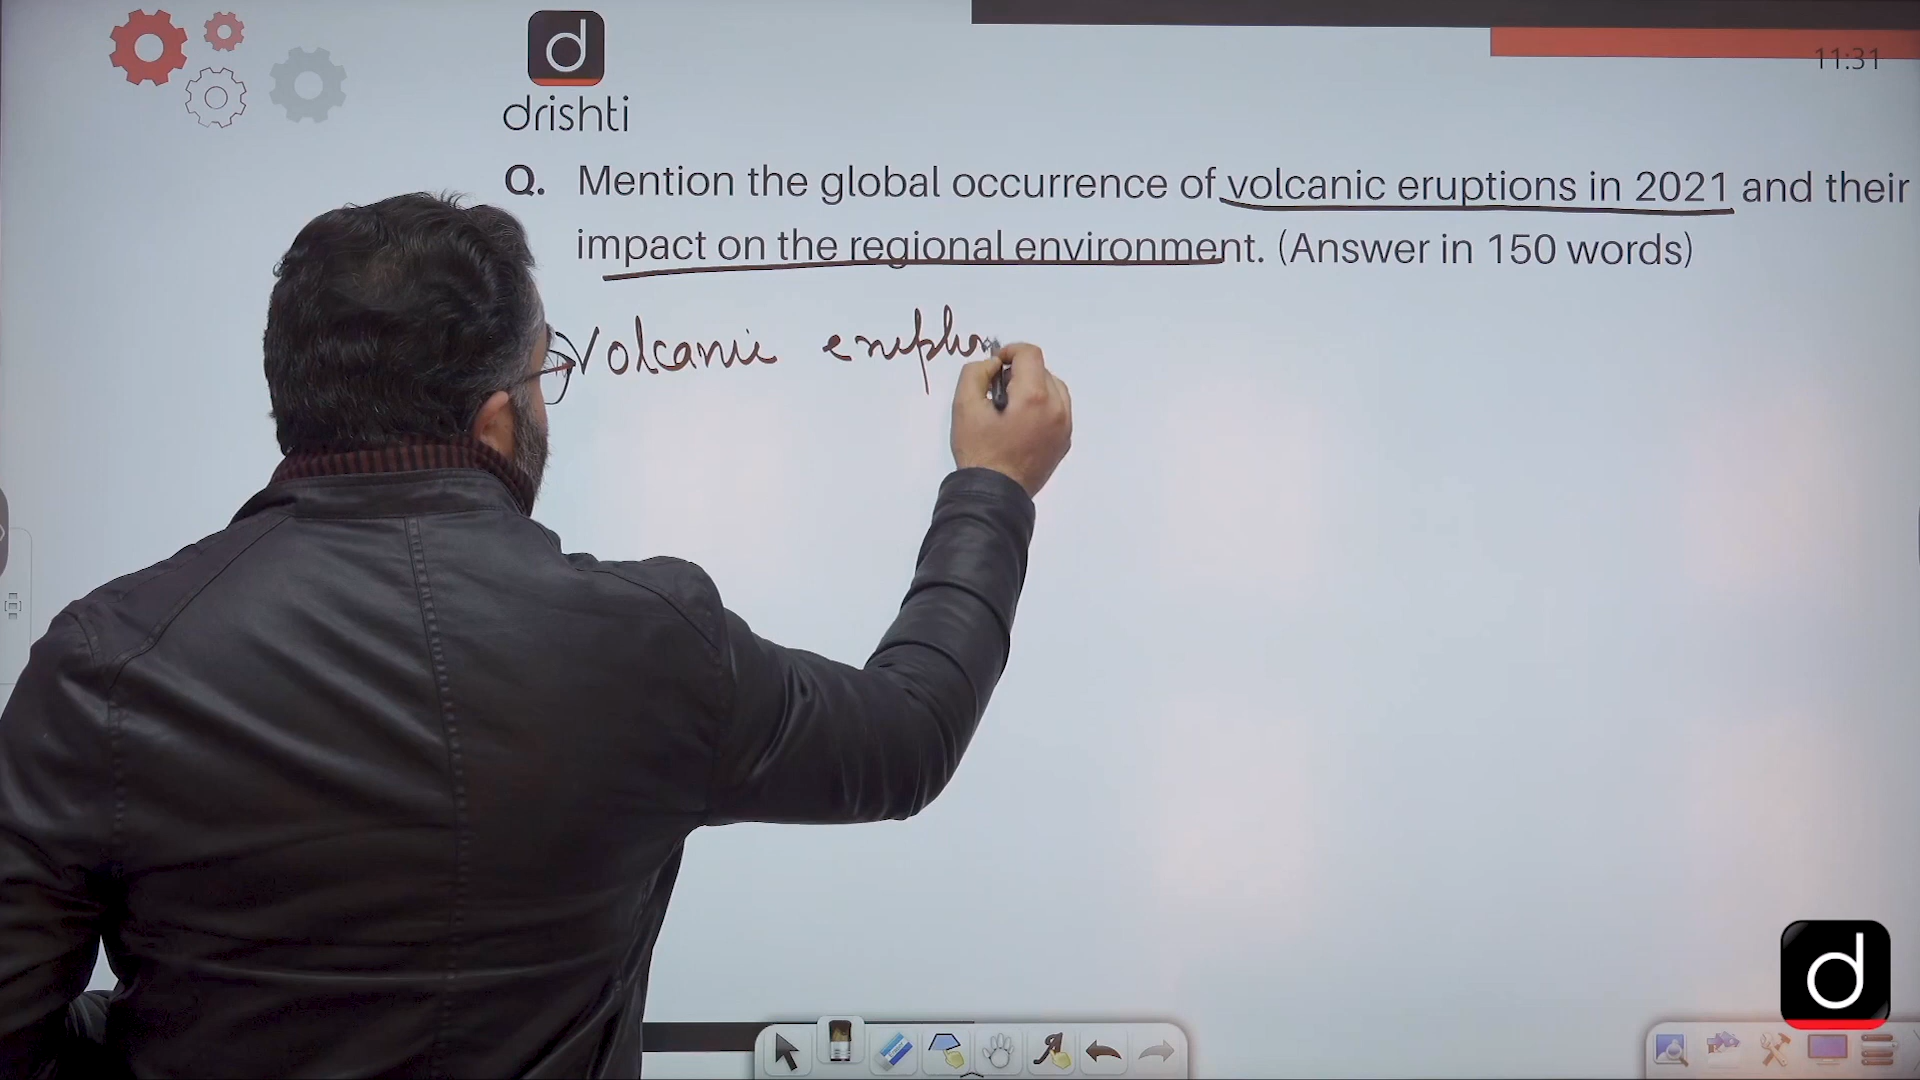 d
drishti
11:31
Q. Mention the global occurrence of volcanic eruptions in 2021 and their
impact on the regional environment. (Answer in 150 words)
Volcanic eruption
d